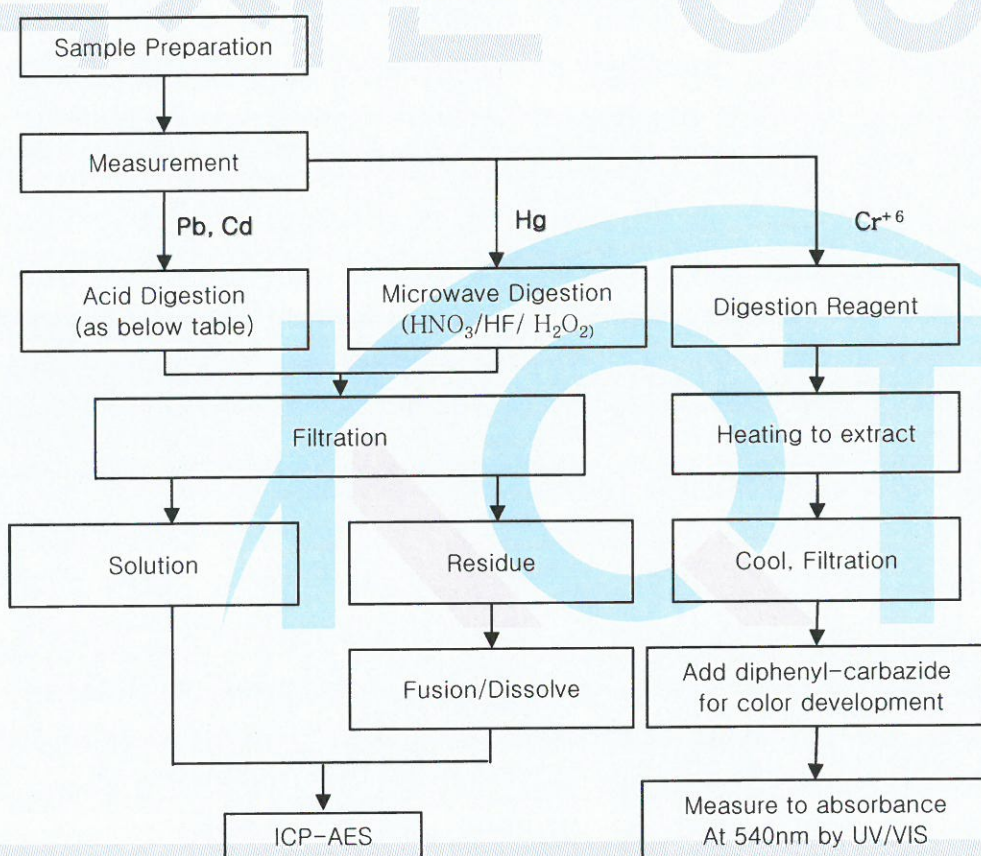 Sample Preparation
Measurement
Pb, Cd
Hg
Cr⁺⁶
Acid Digestion
(as below table)
Microwave Digestion
(HNO₃/HF/ H₂O₂)
Digestion Reagent
Filtration
Heating to extract
Solution
Residue
Cool, Filtration
Fusion/Dissolve
Add diphenyl-carbazide
for color development
ICP-AES
Measure to absorbance
At 540nm by UV/VIS